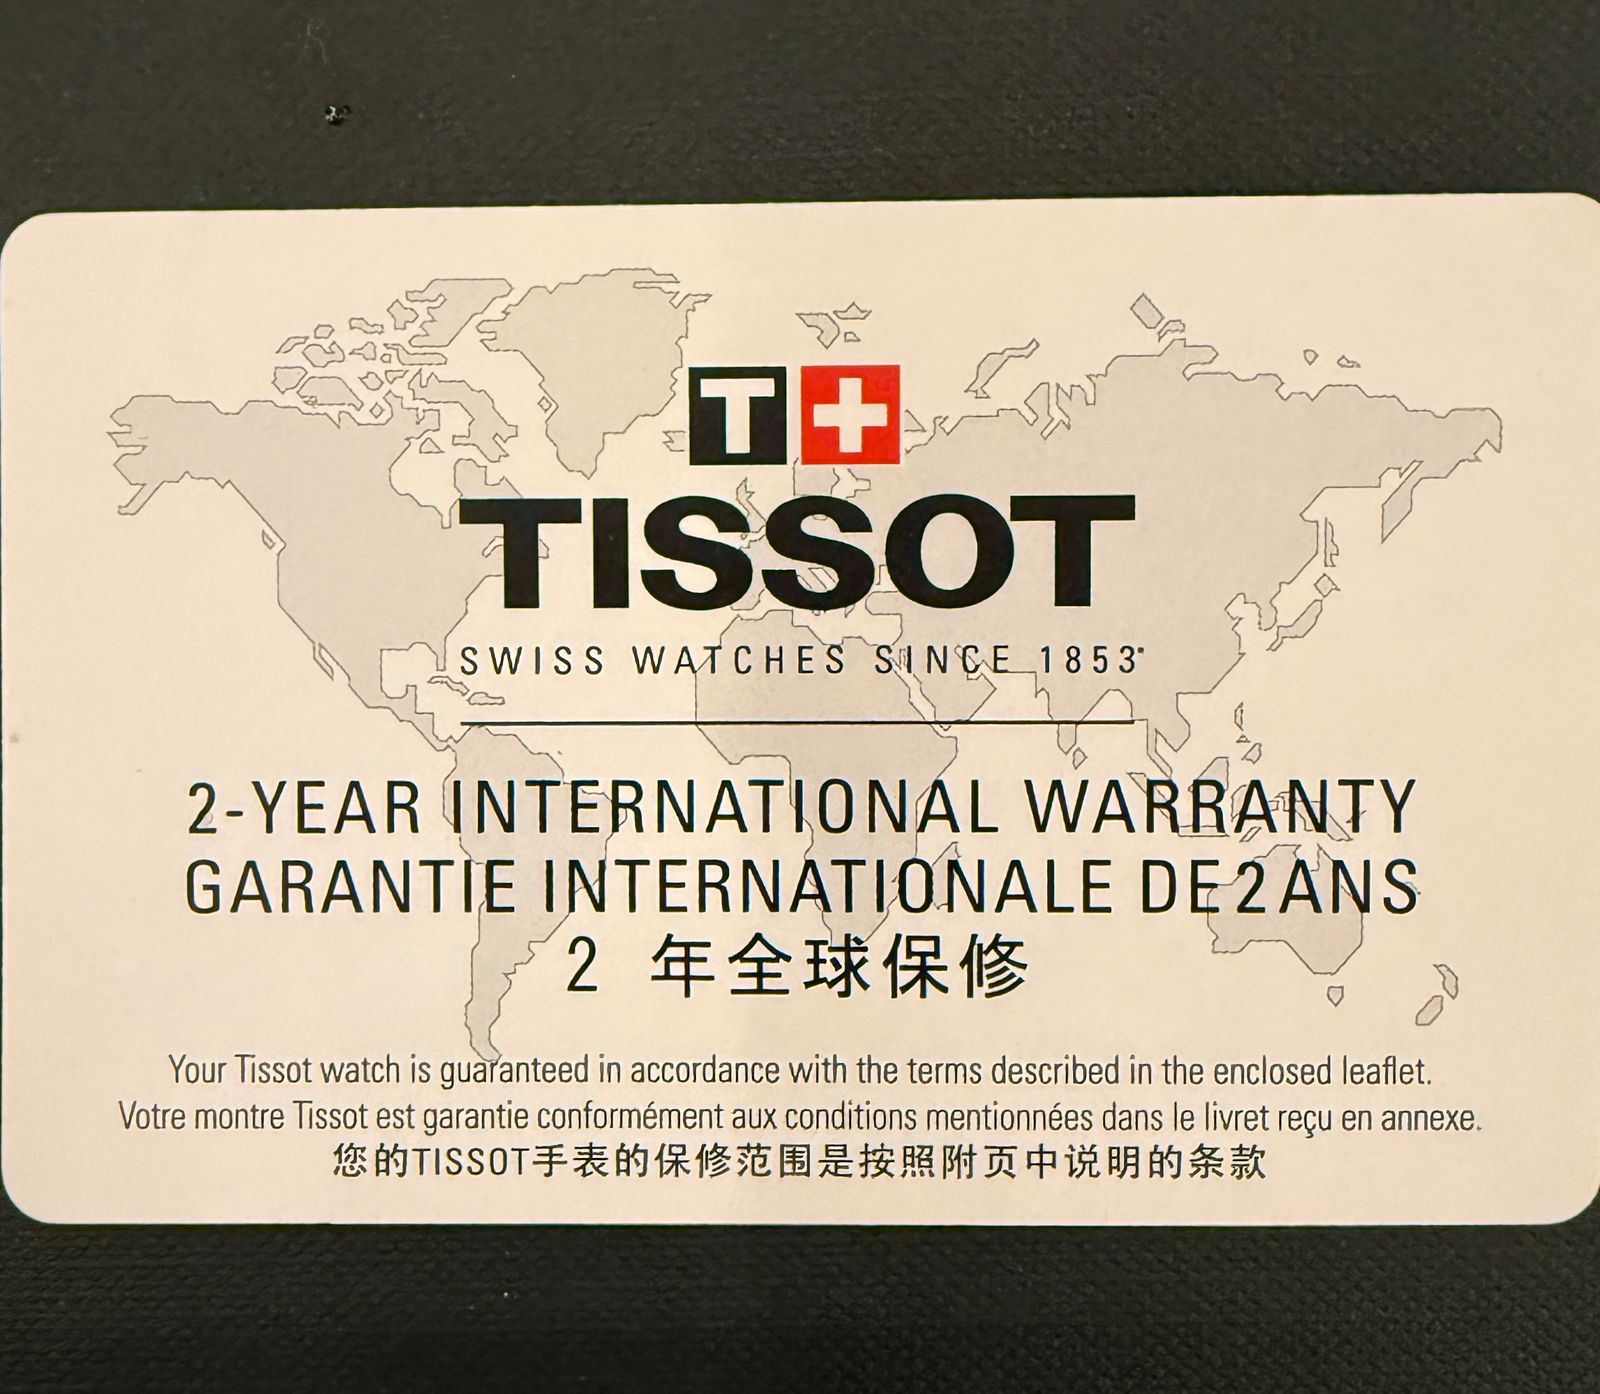 T+
TISSOT
SWISS WATCHES SINCE 1853
2-YEAR INTERNATIONAL WARRANTY
GARANTIE INTERNATIONALE DE 2 ANS
2 年全球保修
Your Tissot watch is guaranteed in accordance with the terms described in the enclosed leaflet.
Votre montre Tissot est garantie conformément aux conditions mentionnées dans le livret reçu en annexe.
您的TISSOT手表的保修范围是按照附页中说明的条款